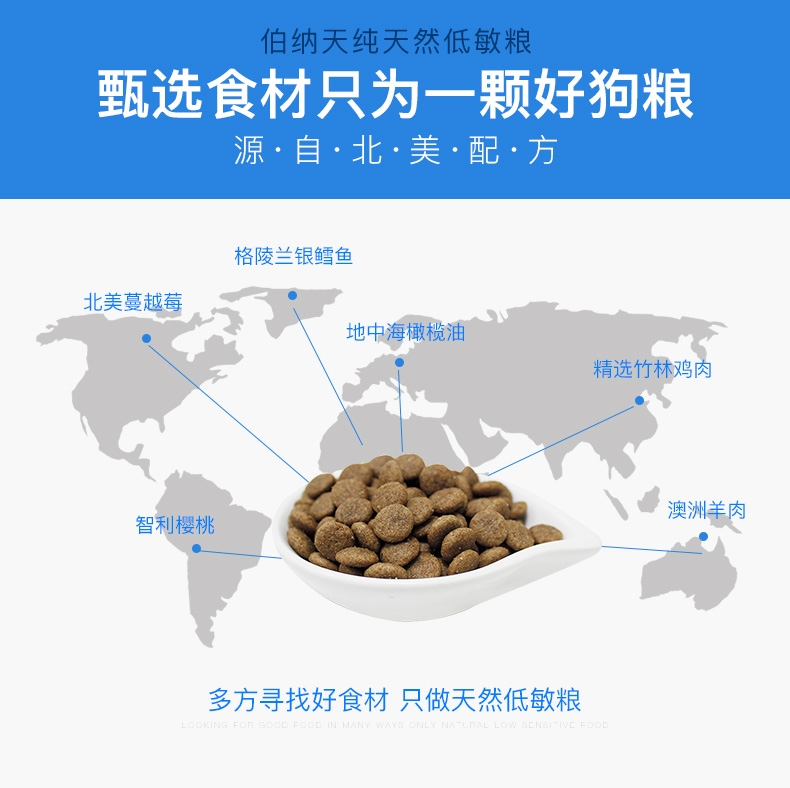 伯纳天纯天然低敏粮
甄选食材只为一颗好狗粮
源·自·北·美·配·方
格陵兰银鳕鱼
北美蔓越莓
地中海橄榄油
精选竹林鸡肉
澳洲羊肉
智利樱桃
多方寻找好食材 只做天然低敏粮
LOOKING FOR GOOD FOOD IN MANY WAYS ONLY NATURAL LOW SENSITIVE FOOD